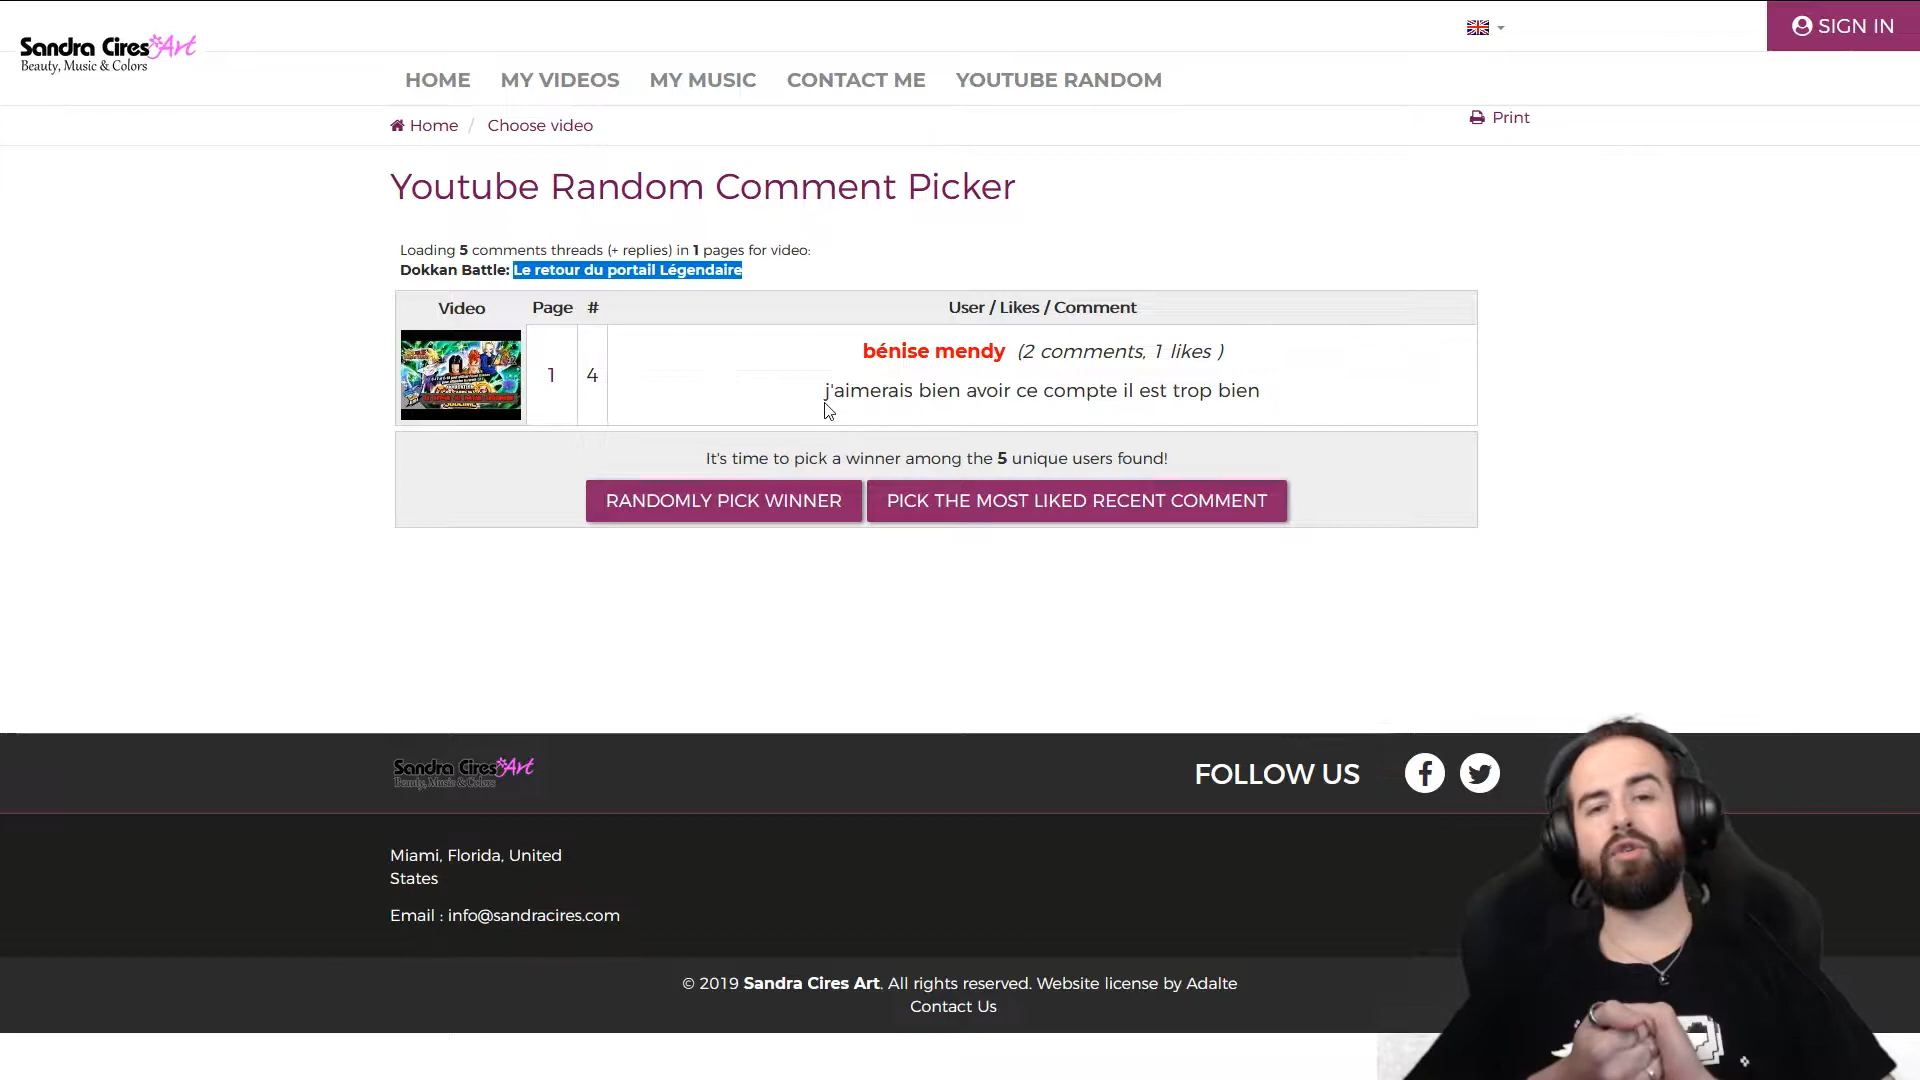 Sandra Cires Art
Beauty, Music & Colors
SIGN IN
HOME MY VIDEOS MY MUSIC CONTACT ME YOUTUBE RANDOM
Home / Choose video
Print
Youtube Random Comment Picker
Loading 5 comments threads (+ replies) in 1 pages for video:
Dokkan Battle: Le retour du portail Légendaire
Video Page # User / Likes / Comment
bénise mendy (2 comments, 1 likes )
1 4
j'aimerais bien avoir ce compte il est trop bien
It's time to pick a winner among the 5 unique users found!
RANDOMLY PICK WINNER PICK THE MOST LIKED RECENT COMMENT
Sandra Cires Art
Beauty, Music & Colors
FOLLOW US
Miami, Florida, United
States
Email : info@sandracires.com
© 2019 Sandra Cires Art. All rights reserved. Website license by Adalte
Contact Us